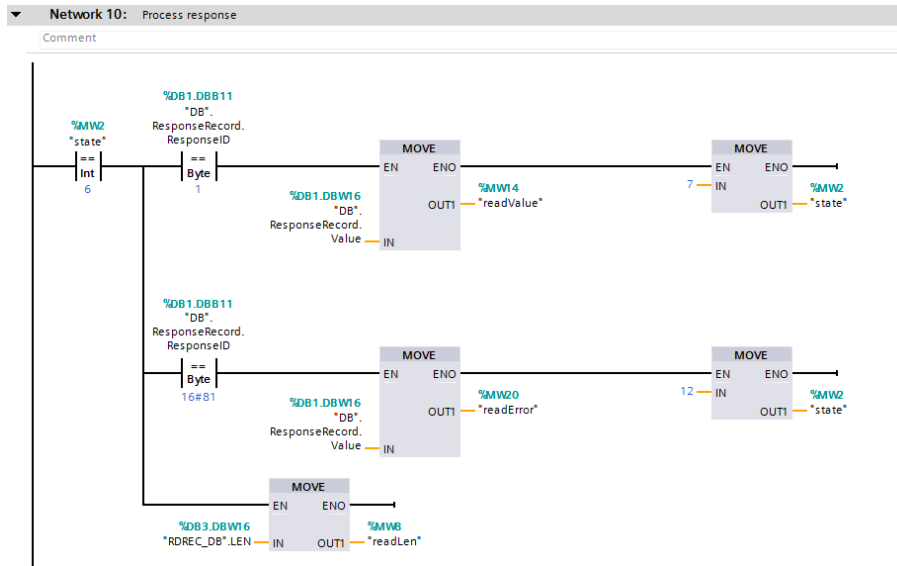 Network 10: Process response
Comment
%DB1.DBB11
"DB".
ResponseRecord.
ResponseID
%MW2
"state"
==
Int
6
==
Byte
1
MOVE
EN ENO
%DB1.DBW16
"DB".
ResponseRecord.
Value
IN
OUT1
%MW14
"readValue"
MOVE
EN ENO
7
IN
OUT1
%MW2
"state"
%DB1.DBB11
"DB".
ResponseRecord.
ResponseID
==
Byte
16#81
MOVE
EN ENO
%DB1.DBW16
"DB".
ResponseRecord.
Value
IN
OUT1
%MW20
"readError"
MOVE
EN ENO
12
IN
OUT1
%MW2
"state"
MOVE
EN ENO
%DB3.DBW16
"RDREC_DB".LEN
IN
OUT1
%MW8
"readLen"